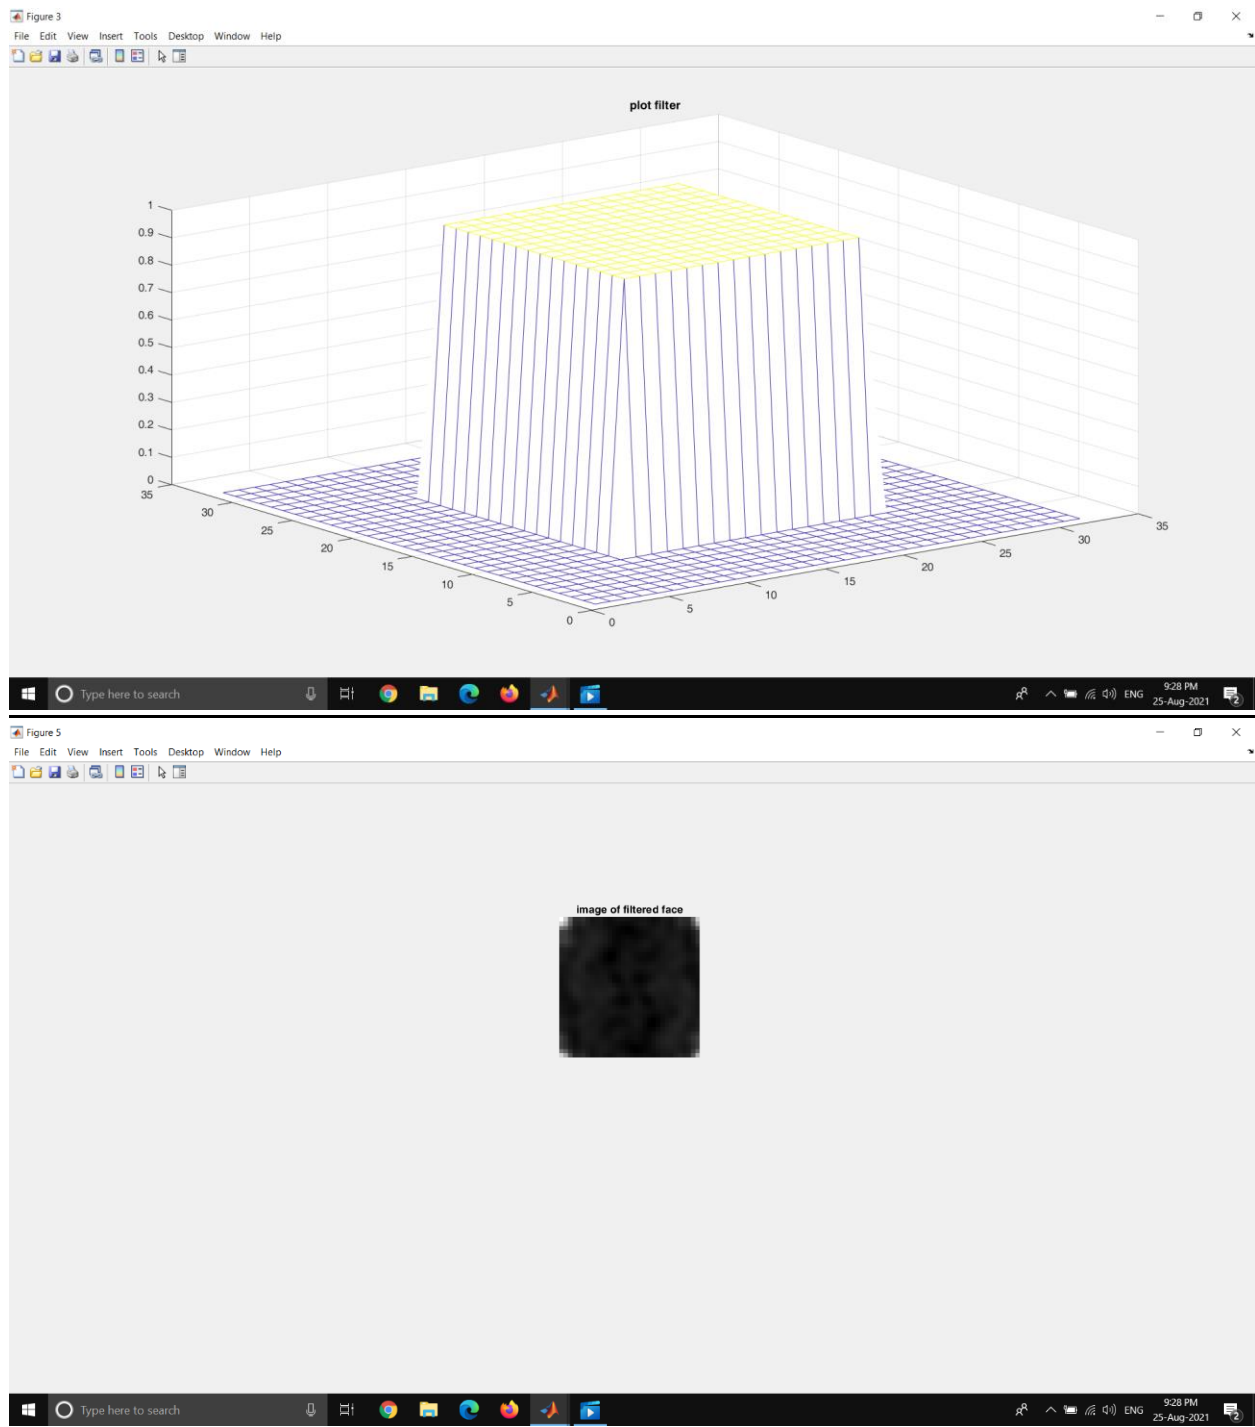 Figure 3
File Edit View Insert Tools Desktop Window Help
plot filter
1
0.9
0.8
0.7
0.6
0.5
0.4
0.3
0.2
0.1
0
35
30
25
20
15
10
5
0
0
5
10
15
20
25
30
35
Type here to search
ENG
9:28 PM
25-Aug-2021
2
Figure 5
File Edit View Insert Tools Desktop Window Help
image of filtered face
Type here to search
ENG
9:28 PM
25-Aug-2021
2